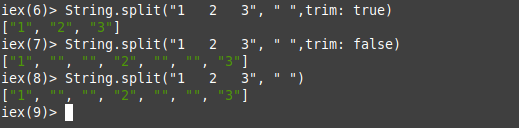 iex(6)> String.split("1   2   3", " ",trim: true)
["1", "2", "3"]
iex(7)> String.split("1   2   3", " ",trim: false)
["1", "", "", "2", "", "", "3"]
iex(8)> String.split("1   2   3", " ")
["1", "", "", "2", "", "", "3"]
iex(9)>